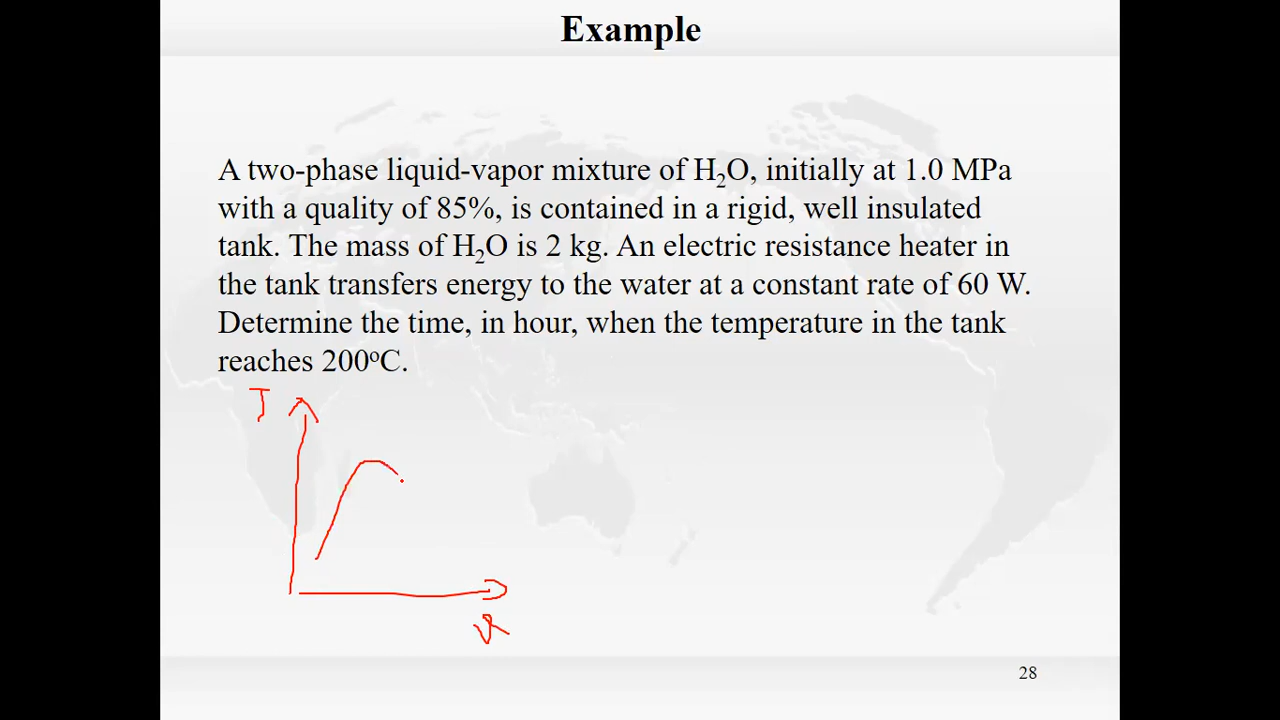 Example
A two-phase liquid-vapor mixture of H₂O, initially at 1.0 MPa
with a quality of 85%, is contained in a rigid, well insulated
tank. The mass of H₂O is 2 kg. An electric resistance heater in
the tank transfers energy to the water at a constant rate of 60 W.
Determine the time, in hour, when the temperature in the tank
reaches 200ºC.
T
v
28